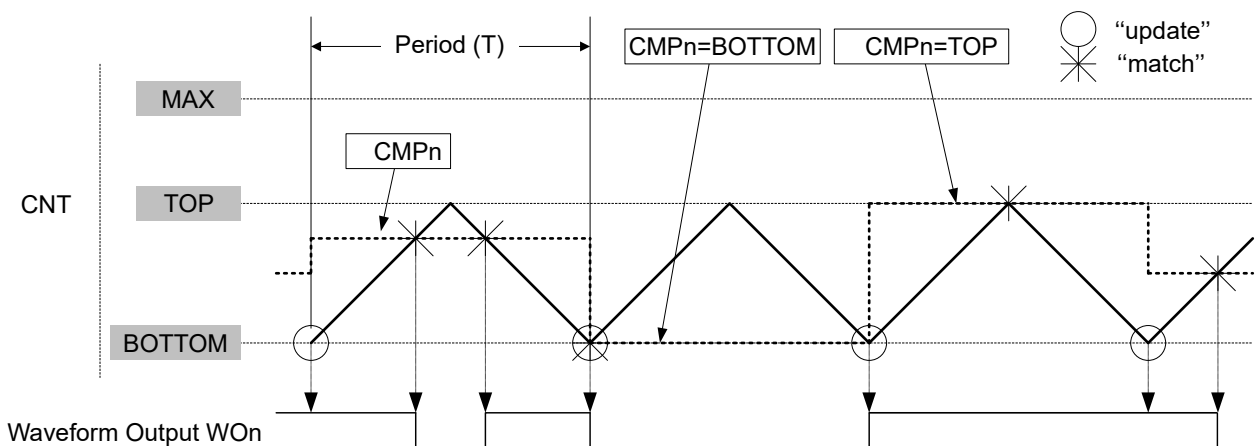 Period (T)
CMPn=BOTTOM
CMPn=TOP
“update”
“match”
MAX
CMPn
CNT
TOP
BOTTOM
Waveform Output WOn